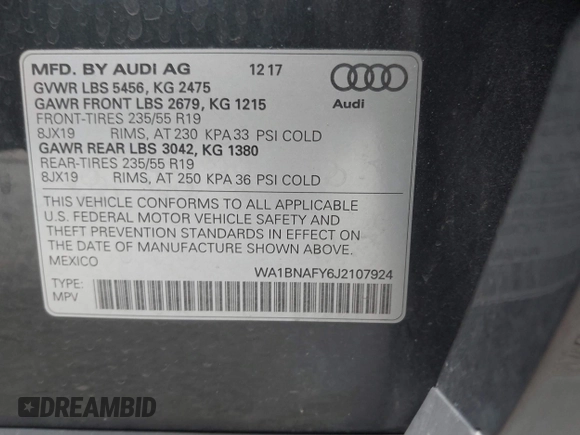 MFD. BY AUDI AG 12 17
GVWR LBS 5456, KG 2475
GAWR FRONT LBS 2679, KG 1215
FRONT-TIRES 235/55 R19
8JX19 RIMS, AT 230 KPA 33 PSI COLD
GAWR REAR LBS 3042, KG 1380
REAR-TIRES 235/55 R19
8JX19 RIMS, AT 250 KPA 36 PSI COLD
Audi
THIS VEHICLE CONFORMS TO ALL APPLICABLE
U.S. FEDERAL MOTOR VEHICLE SAFETY AND
THEFT PREVENTION STANDARDS IN EFFECT ON
THE DATE OF MANUFACTURE SHOWN ABOVE.
MEXICO
WA1BNAFY6J2107924
TYPE:
MPV
DREAMBID